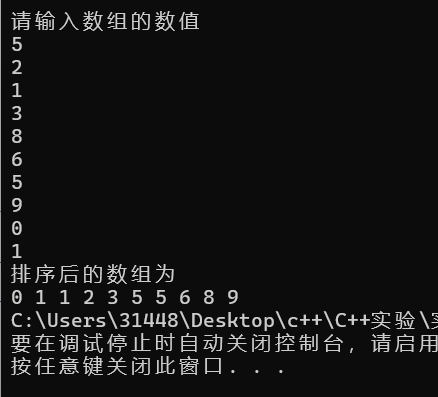 请输入数组的数值
5
2
1
3
8
6
5
9
0
1
排序后的数组为
0 1 1 2 3 5 5 6 8 9
C:\Users\31448\Desktop\c++\C++实验\
要在调试停止时自动关闭控制台，请启用
按任意键关闭此窗口. . .